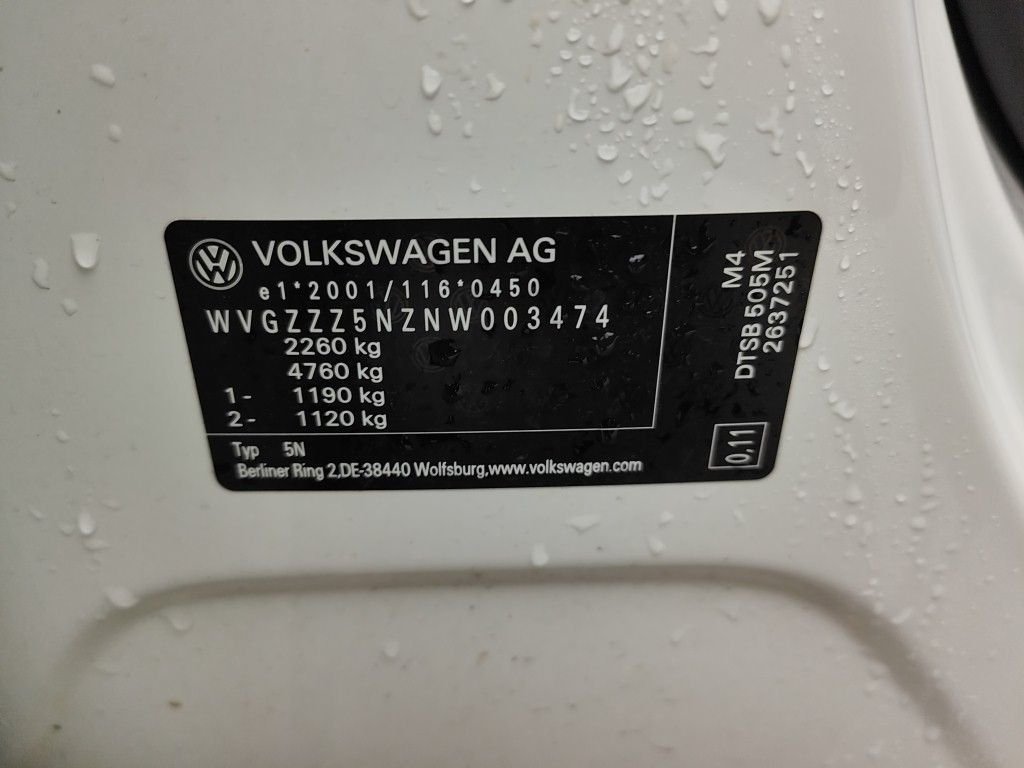 VOLKSWAGEN AG
e1*2001/116*0450
WVGZZZ5NZNW003474
2260 kg
4760 kg
1- 1190 kg
2- 1120 kg
Typ 5N
Berliner Ring 2,DE-38440 Wolfsburg,www.volkswagen.com
M4
DTSB 505M
2637251
0,11